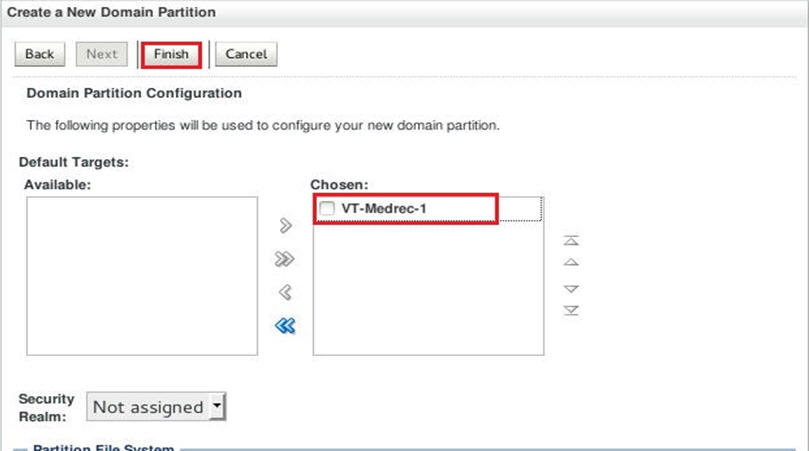 Create a New Domain Partition
Back Next Finish Cancel
Domain Partition Configuration
The following properties will be used to configure your new domain partition.
Default Targets:
Available: Chosen:
VT-Medrec-1
Security
Realm:
Not assigned
Partition File System